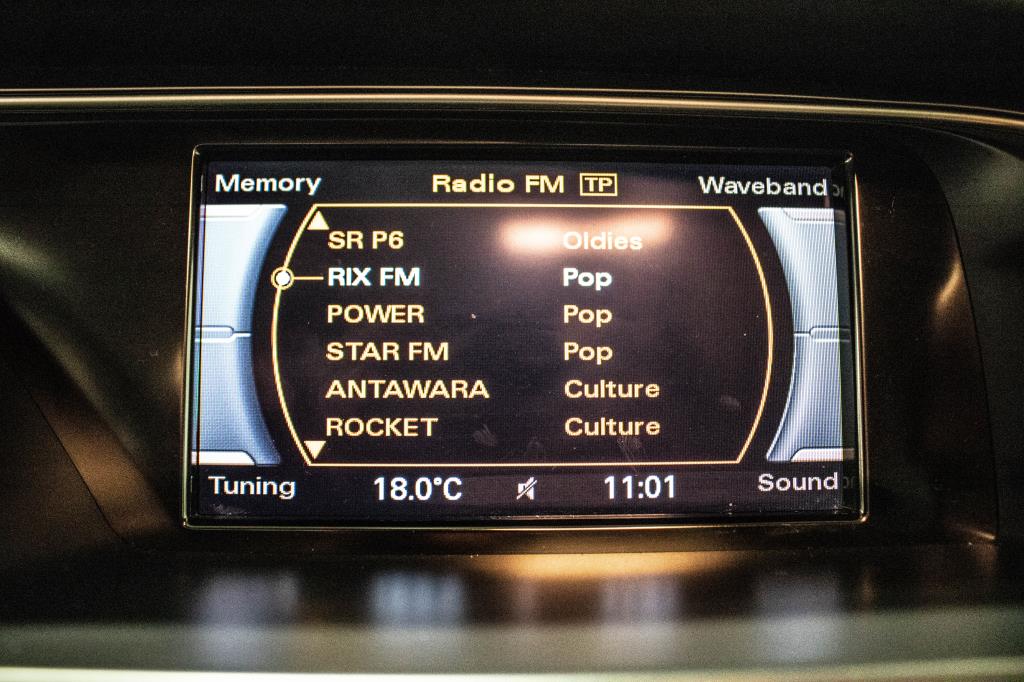 Memory Radio FM TP Waveband
SR P6 Oldies
RIX FM Pop
POWER Pop
STAR FM Pop
ANTAWARA Culture
ROCKET Culture
Tuning 18.0°C 11:01 Sound